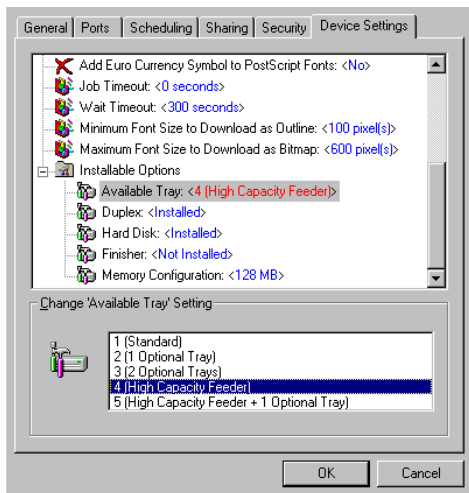 General Ports Scheduling Sharing Security Device Settings
Add Euro Currency Symbol to PostScript Fonts: <No>
Job Timeout: <0 seconds>
Wait Timeout: <300 seconds>
Minimum Font Size to Download as Outline: <100 pixel(s)>
Maximum Font Size to Download as Bitmap: <600 pixel(s)>
Installable Options
Available Tray: <4 (High Capacity Feeder)>
Duplex: <Installed>
Hard Disk: <Installed>
Finisher: <Not Installed>
Memory Configuration: <128 MB>
Change 'Available Tray' Setting
1 (Standard)
2 (1 Optional Tray)
3 (2 Optional Trays)
4 (High Capacity Feeder)
5 (High Capacity Feeder + 1 Optional Tray)
OK Cancel